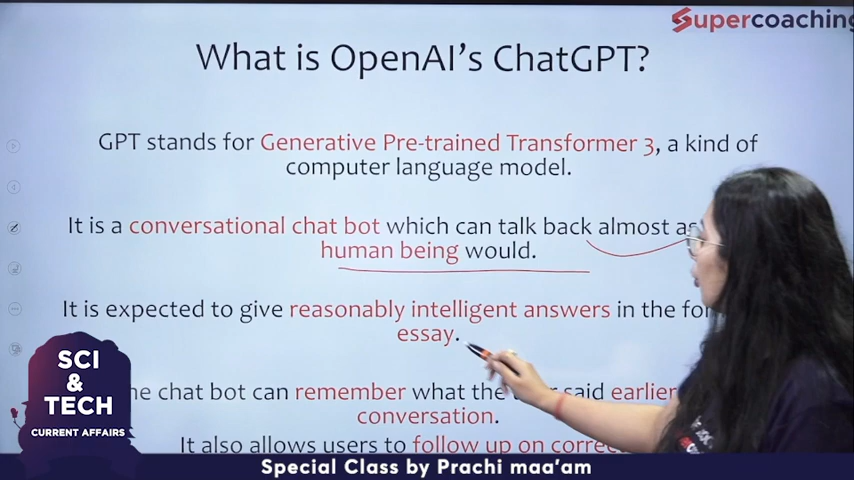 Supercoaching
What is OpenAI's ChatGPT?
GPT stands for Generative Pre-trained Transformer 3, a kind of
computer language model.
It is a conversational chat bot which can talk back almost as
human being would.
It is expected to give reasonably intelligent answers in the
essay.
chat bot can remember what the said earlier
conversation.
It also allows users to follow up on
SCI
&
TECH
CURRENT AFFAIRS
Special Class by Prachi maa'am